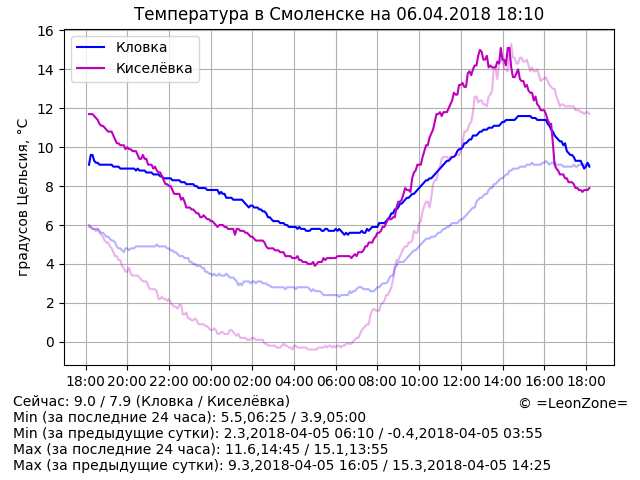 Температура в Смоленске на 06.04.2018 18:10
градусов Цельсия, °C
16
14
12
10
8
6
4
2
0
Кловка
Киселёвка
18:00 20:00 22:00 00:00 02:00 04:00 06:00 08:00 10:00 12:00 14:00 16:00 18:00
Сейчас: 9.0 / 7.9 (Кловка / Киселёвка)
© =LeonZone=
Min (за последние 24 часа): 5.5,06:25 / 3.9,05:00
Min (за предыдущие сутки): 2.3,2018-04-05 06:10 / -0.4,2018-04-05 03:55
Max (за последние 24 часа): 11.6,14:45 / 15.1,13:55
Max (за предыдущие сутки): 9.3,2018-04-05 16:05 / 15.3,2018-04-05 14:25